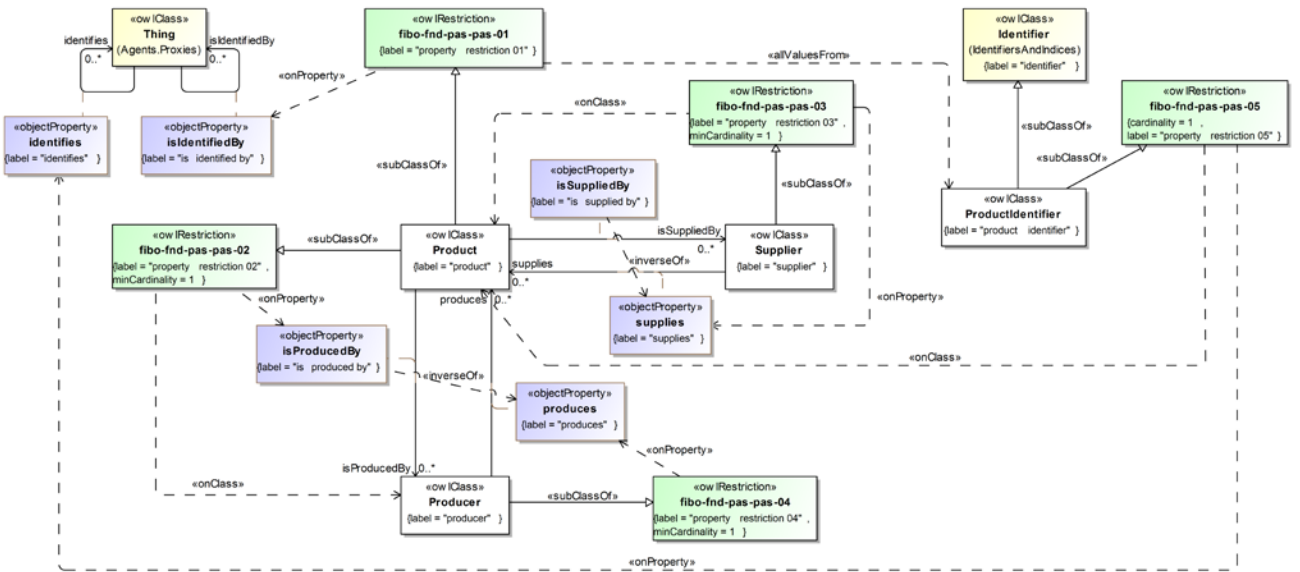 «owlClass»
Thing
(Agents.Proxies)
identifies
0..*
isIdentifiedBy
0..*
«owlRestriction»
fibo-fnd-pas-pas-01
{label = "property restriction 01" }
«owlClass»
Identifier
(IdentifiersAndIndices)
{label = "identifier" }
«allValuesFrom»
«onProperty»
«owlRestriction»
fibo-fnd-pas-pas-03
{label = "property restriction 03" ,
minCardinality = 1 }
«onClass»
«owlRestriction»
fibo-fnd-pas-pas-05
{cardinality = 1 ,
label = "property restriction 05" }
«objectProperty»
identifies
{label = "identifies" }
«objectProperty»
isIdentifiedBy
{label = "is identified by" }
«subClassOf»
«subClassOf»
«subClassOf»
«subClassOf»
«objectProperty»
isSuppliedBy
{label = "is supplied by" }
«owlClass»
ProductIdentifier
{label = "product identifier" }
«owlRestriction»
fibo-fnd-pas-pas-02
{label = "property restriction 02" ,
minCardinality = 1 }
«subClassOf»
«owlClass»
Product
{label = "product" }
isSuppliedBy
0..*
«owlClass»
Supplier
{label = "supplier" }
supplies
0..*
«inverseOf»
«onProperty»
produces
0..*
«onProperty»
«objectProperty»
supplies
{label = "supplies" }
«objectProperty»
isProducedBy
{label = "is produced by" }
«onClass»
«inverseOf»
«objectProperty»
produces
{label = "produces" }
«onProperty»
isProducedBy
0..*
«onClass»
«owlClass»
Producer
{label = "producer" }
«subClassOf»
«owlRestriction»
fibo-fnd-pas-pas-04
{label = "property restriction 04" ,
minCardinality = 1 }
«onProperty»